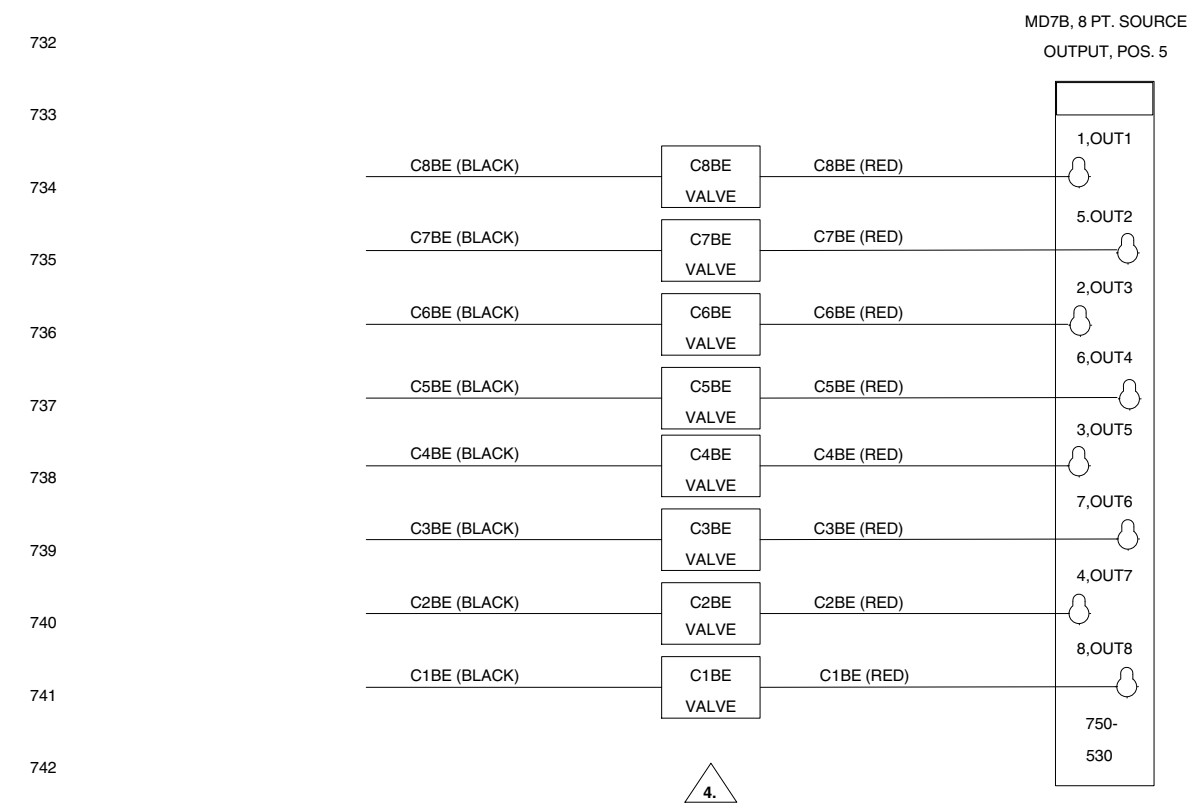 MD7B, 8 PT. SOURCE
732
OUTPUT, POS. 5
733
1,OUT1
C8BE (BLACK)
C8BE
VALVE
C8BE (RED)
734
5.OUT2
C7BE (BLACK)
C7BE
VALVE
C7BE (RED)
735
2,OUT3
C6BE (BLACK)
C6BE
VALVE
C6BE (RED)
736
6,OUT4
C5BE (BLACK)
C5BE
VALVE
C5BE (RED)
737
3,OUT5
C4BE (BLACK)
C4BE
VALVE
C4BE (RED)
738
7,OUT6
C3BE (BLACK)
C3BE
VALVE
C3BE (RED)
739
4,OUT7
C2BE (BLACK)
C2BE
VALVE
C2BE (RED)
740
8,OUT8
C1BE (BLACK)
C1BE
VALVE
C1BE (RED)
741
750-
530
742
4.